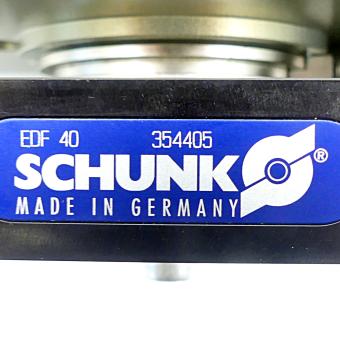 EDF 40 354405
SCHUNK ®
MADE IN GERMANY